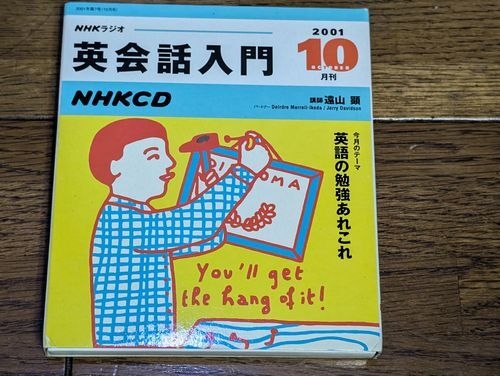 NHKラジオ
英会話入門
2001
10
OCTOBER
月刊
NHKCD
講師 遠山 顕
パートナー Deirdre Merrell-Ikeda / Jerry Davidson
今月のテーマ
英語の勉強あれこれ
You'll get
the hang of it!